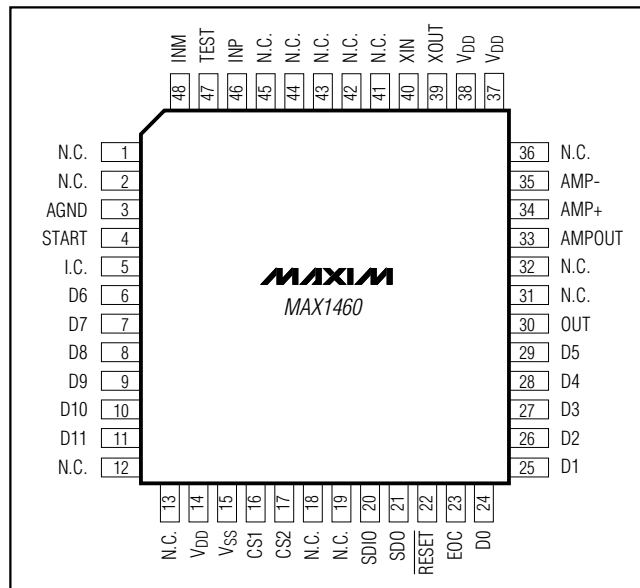 INM TEST INP N.C. N.C. N.C. N.C. N.C. XIN XOUT VDD VDD
48 47 46 45 44 43 42 41 40 39 38 37
N.C. 1
N.C. 2
AGND 3
START 4
I.C. 5
D6 6
D7 7
D8 8
D9 9
D10 10
D11 11
N.C. 12
MAXIM
MAX1460
36 N.C.
35 AMP-
34 AMP+
33 AMPOUT
32 N.C.
31 N.C.
30 OUT
29 D5
28 D4
27 D3
26 D2
25 D1
13 14 15 16 17 18 19 20 21 22 23 24
N.C. VDD VSS CS1 CS2 N.C. N.C. SDIO SDO RESET EOC D0